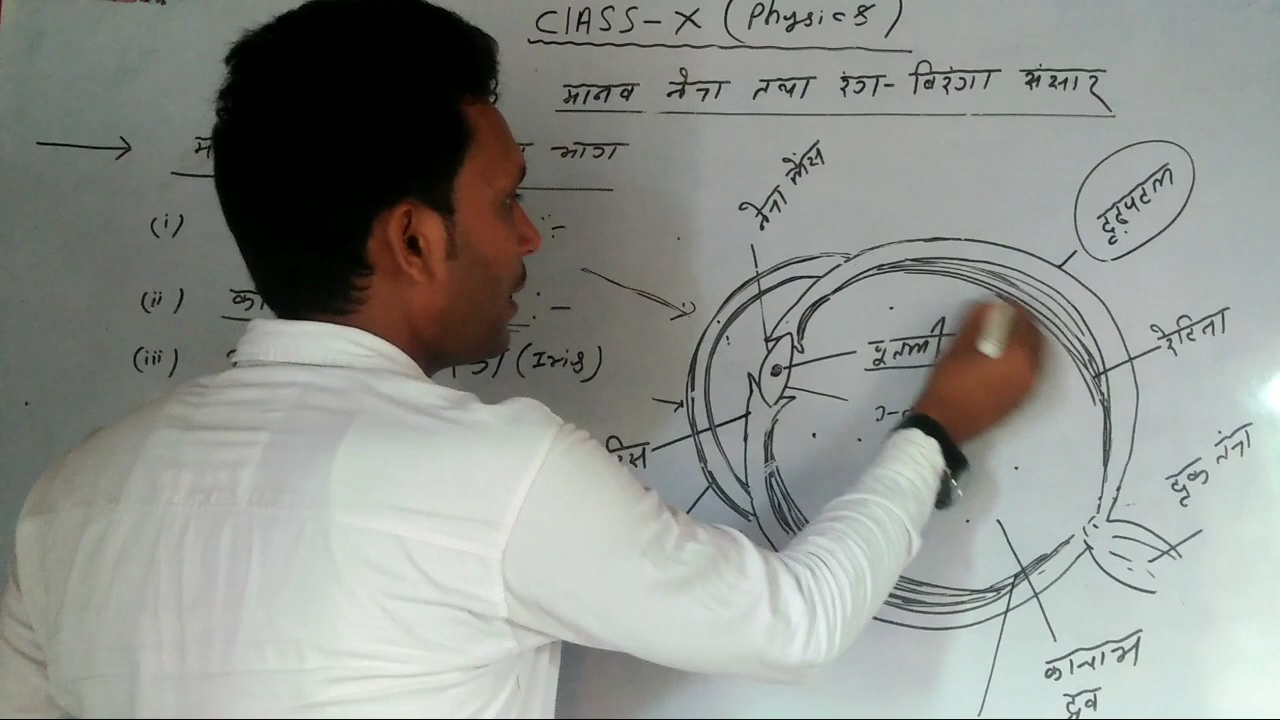 CLASS-X (Physics)
मानव नेत्र तथा रंग-बिरंगा संसार
भाग
(i) :-
(ii) का :-
(iii) (Iris)
नेत्र लेंस
दृढ़पटल
पुतली
रेटिना
दृक तंत्रा
काचाभ
द्रव